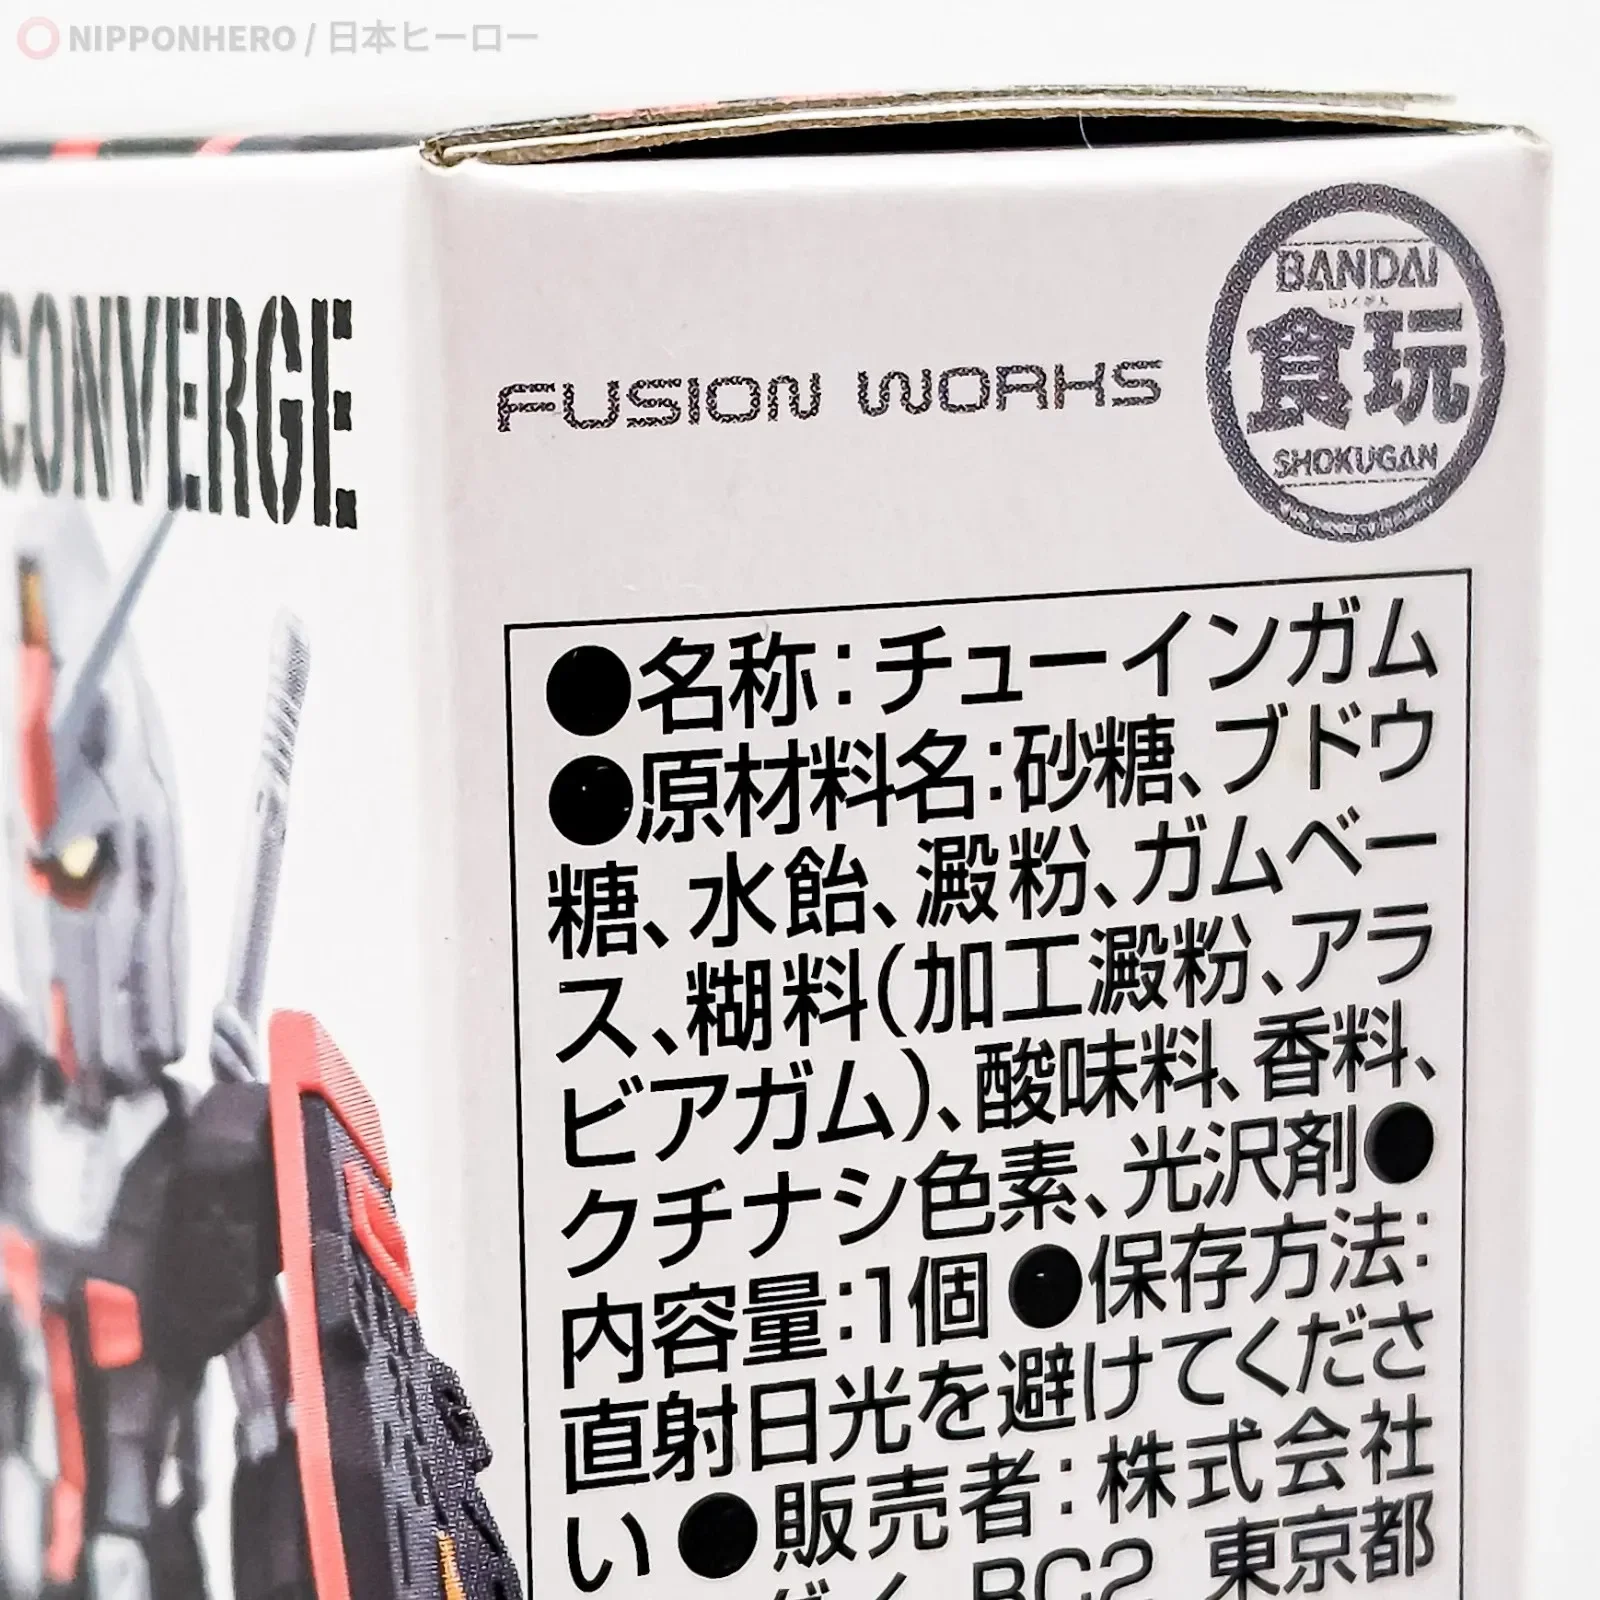 NIPPONHERO / 日本ヒーロー
CONVERGE
FUSION WORKS
BANDAI
しょくがん
食玩
SHOKUGAN
●名称：チューインガム
●原材料名：砂糖、ブドウ
糖、水飴、澱粉、ガムベー
ス、糊料(加工澱粉、アラ
ビアガム)、酸味料、香料、
クチナシ色素、光沢剤●
内容量：1個●保存方法：
直射日光を避けてくださ
い●販売者：株式会社
BC2 東京都